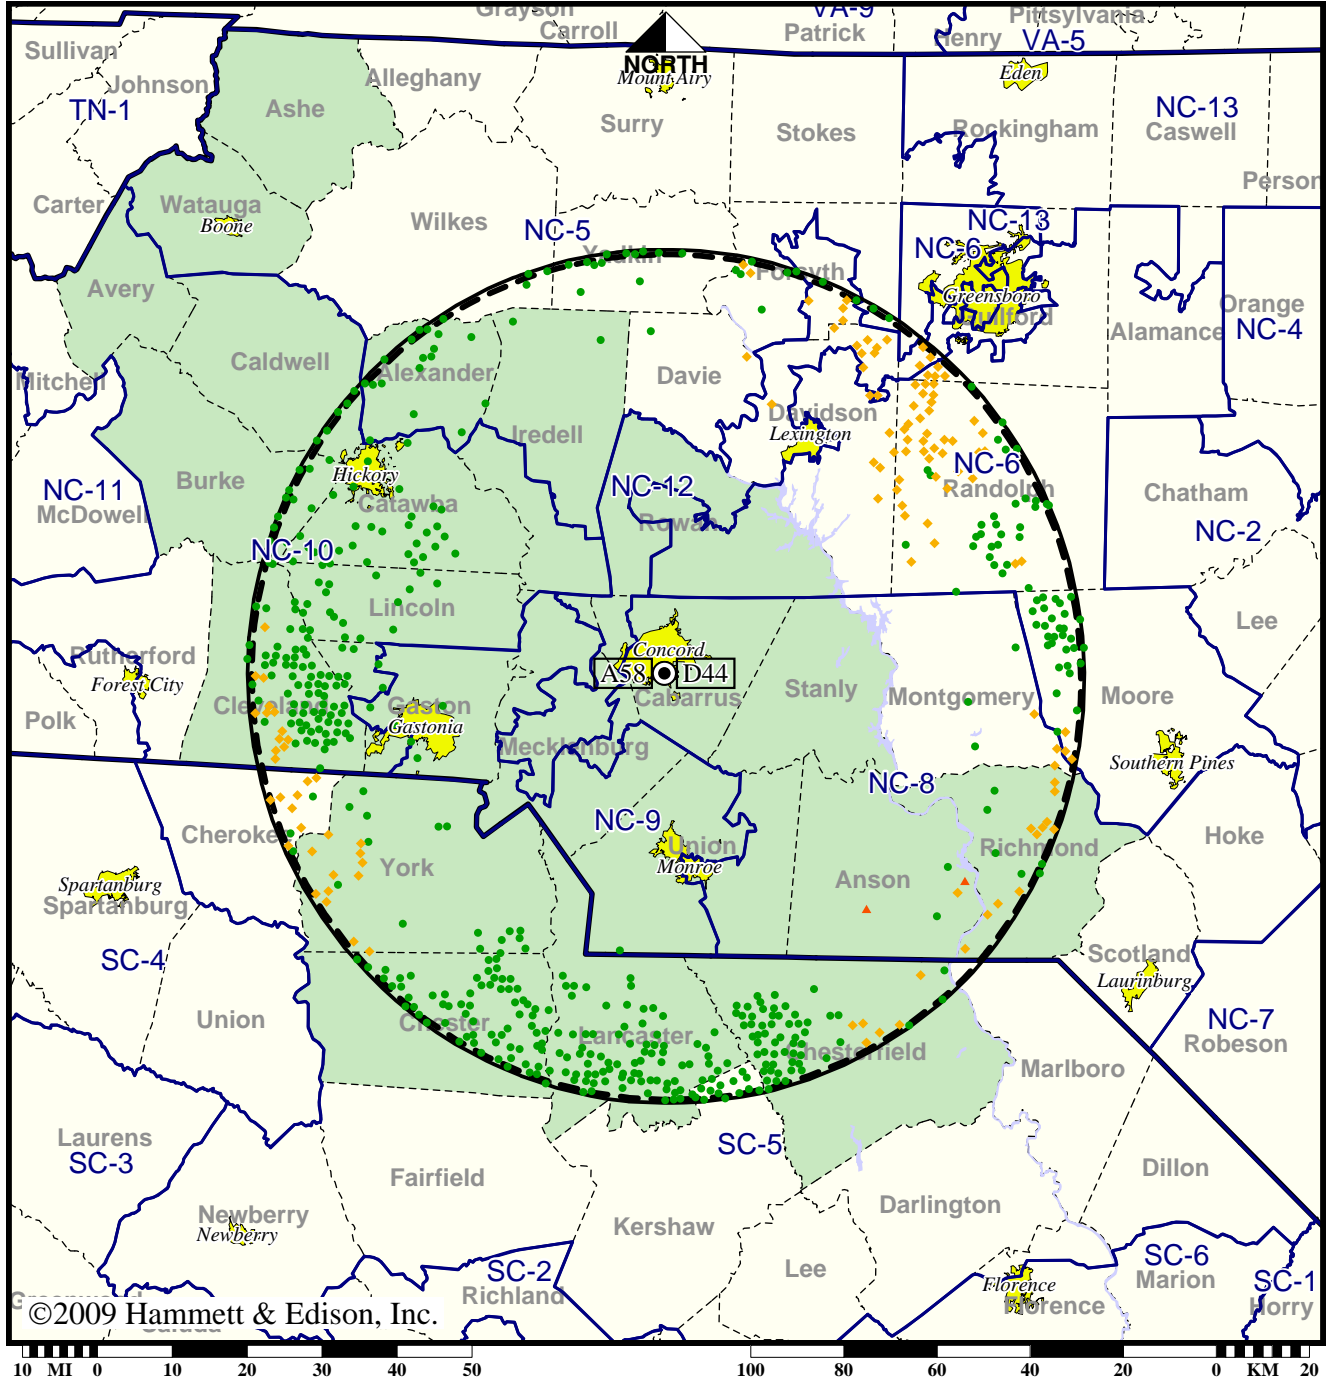 Grayson
Carroll
VA-9
Patrick
Pittsylvania
Henry
VA-5
Sullivan
Johnson
TN-1
Ashe
Alleghany
NORTH
Mount Airy
Surry
Stokes
Eden
Rockingham
NC-13
Caswell
Person
Carter
Watauga
Boone
Wilkes
NC-5
Yadkin
Forsyth
NC-13
NC-6
Greensboro
Guilford
Alamance
Orange
NC-4
Avery
Mitchell
Caldwell
Alexander
Davie
Davidson
Lexington
Iredell
Burke
Hickory
Catawba
NC-12
Rowan
NC-6
Randolph
NC-11
McDowell
Chatham
NC-2
NC-10
Lincoln
Lee
Rutherford
Forest City
Polk
Cleveland
Gaston
Gastonia
Concord
A58
D44
Cabarrus
Stanly
Montgomery
Moore
Mecklenburg
Southern Pines
NC-8
NC-9
Union
Monroe
Cherokee
York
Anson
Richmond
Hoke
Spartanburg
Spartanburg
SC-4
Scotland
Laurinburg
Union
Chester
Lancaster
Chesterfield
NC-7
Robeson
Marlboro
Laurens
SC-3
SC-5
Fairfield
Dillon
Newberry
Newberry
Kershaw
Darlington
Lee
SC-2
Richland
SC-6
Marion
SC-1
Horry
Florence
Florence
Greenwood
Saluda
©2009 Hammett & Edison, Inc.
10 MI 0 10 20 30 40 50
100 80 60 40 20 0 KM 20